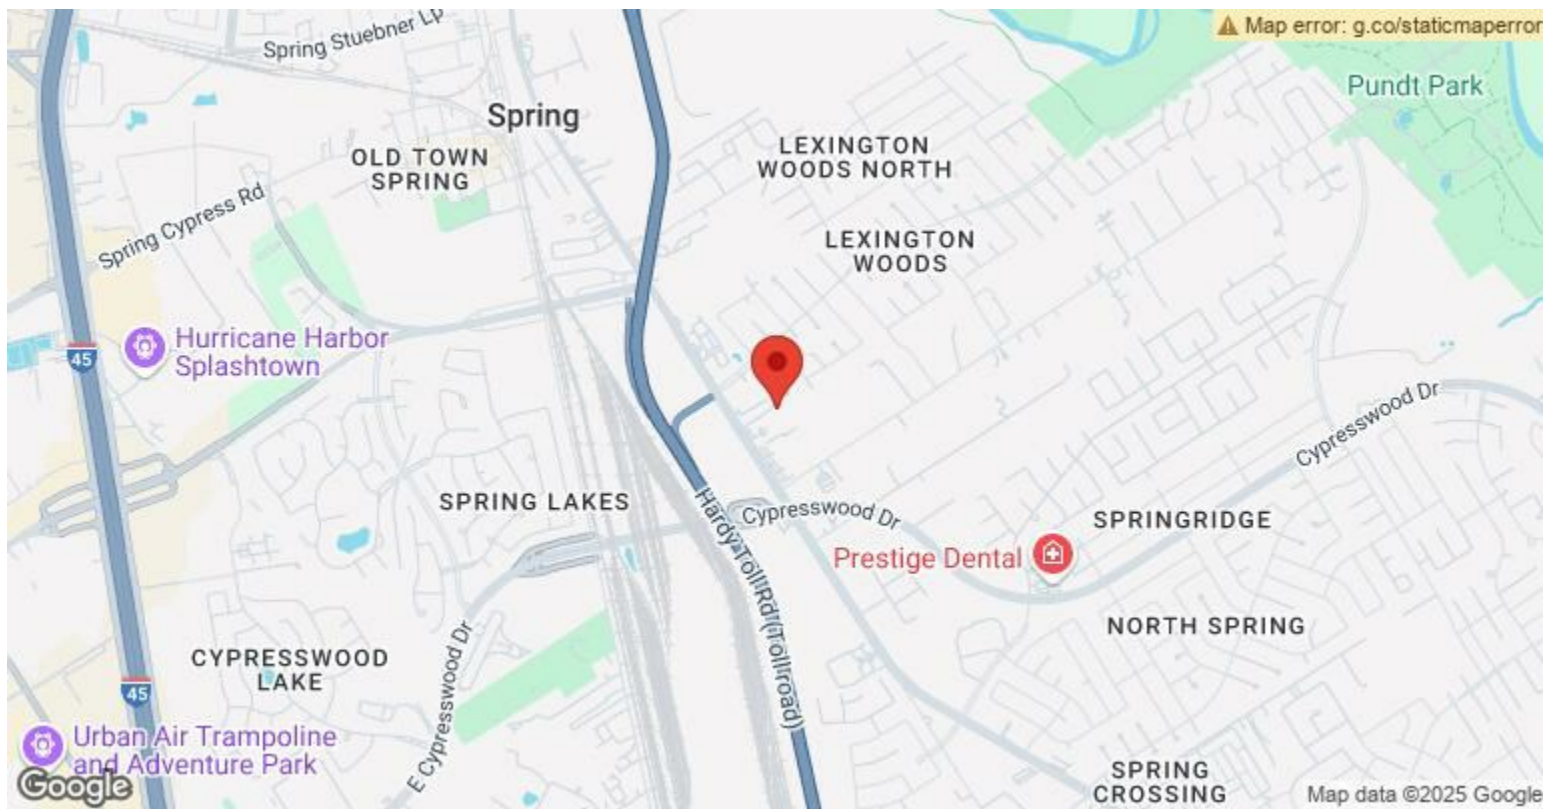 Spring Stuebner Lp
Map error: g.co/staticmaperror
Pundt Park
Spring
OLD TOWN
SPRING
LEXINGTON
WOODS NORTH
Spring Cypress Rd
LEXINGTON
WOODS
Hurricane Harbor
Splashtown
45
Cypresswood Dr
SPRING LAKES
Hardy Toll Rd (Toll road)
Cypresswood Dr
SPRINGRIDGE
Prestige Dental
NORTH SPRING
CYPRESSWOOD
LAKE
45
E Cypresswood Dr
Urban Air Trampoline
and Adventure Park
SPRING
CROSSING
Google
Map data ©2025 Google